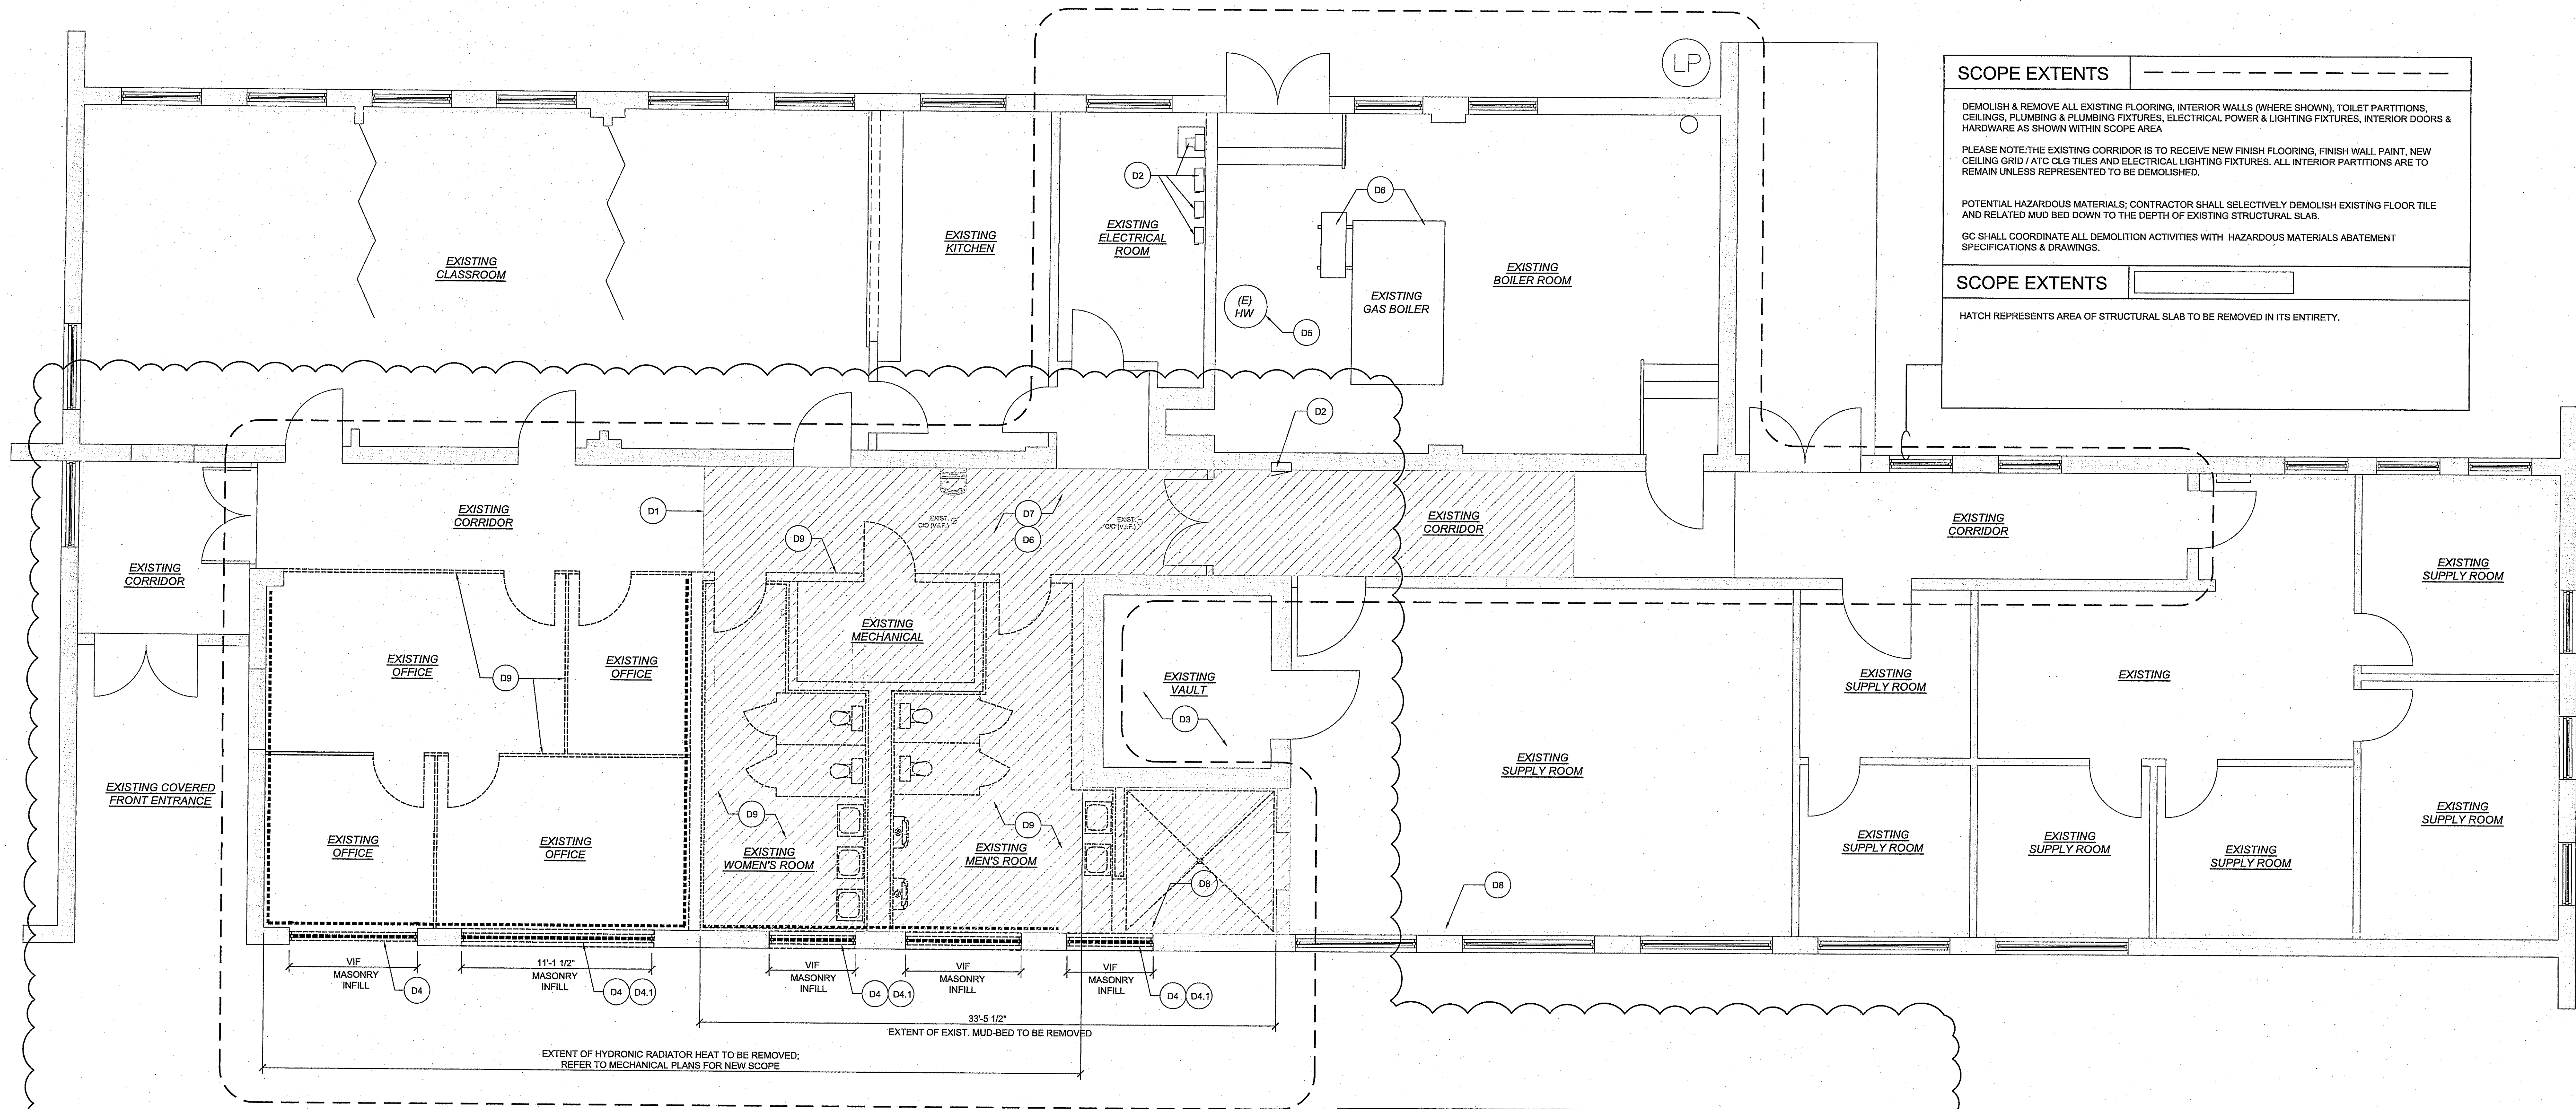 LP
SCOPE EXTENTS
DEMOLISH & REMOVE ALL EXISTING FLOORING, INTERIOR WALLS (WHERE SHOWN), TOILET PARTITIONS,
CEILINGS, PLUMBING & PLUMBING FIXTURES, ELECTRICAL POWER & LIGHTING FIXTURES, INTERIOR DOORS &
HARDWARE AS SHOWN WITHIN SCOPE AREA
PLEASE NOTE:THE EXISTING CORRIDOR IS TO RECEIVE NEW FINISH FLOORING, FINISH WALL PAINT, NEW
CEILING GRID / ATC CLG TILES AND ELECTRICAL LIGHTING FIXTURES. ALL INTERIOR PARTITIONS ARE TO
REMAIN UNLESS REPRESENTED TO BE DEMOLISHED.
POTENTIAL HAZARDOUS MATERIALS; CONTRACTOR SHALL SELECTIVELY DEMOLISH EXISTING FLOOR TILE
AND RELATED MUD BED DOWN TO THE DEPTH OF EXISTING STRUCTURAL SLAB.
GC SHALL COORDINATE ALL DEMOLITION ACTIVITIES WITH HAZARDOUS MATERIALS ABATEMENT
SPECIFICATIONS & DRAWINGS.
SCOPE EXTENTS
HATCH REPRESENTS AREA OF STRUCTURAL SLAB TO BE REMOVED IN ITS ENTIRETY.
EXISTING
CLASSROOM
EXISTING
KITCHEN
D2
EXISTING
ELECTRICAL
ROOM
D6
(E)
HW
D5
EXISTING
GAS BOILER
EXISTING
BOILER ROOM
D2
EXISTING
CORRIDOR
EXISTING
CORRIDOR
D1
D9
EXIST.
C/O (V.I.F.)
D7
D6
EXIST.
C/O (V.I.F.)
EXISTING
CORRIDOR
EXISTING
CORRIDOR
EXISTING
SUPPLY ROOM
EXISTING
OFFICE
EXISTING
OFFICE
D9
EXISTING
MECHANICAL
EXISTING
VAULT
D3
EXISTING
SUPPLY ROOM
EXISTING
EXISTING COVERED
FRONT ENTRANCE
EXISTING
OFFICE
EXISTING
OFFICE
D9
EXISTING
WOMEN'S ROOM
D9
EXISTING
MEN'S ROOM
D8
EXISTING
SUPPLY ROOM
D8
EXISTING
SUPPLY ROOM
EXISTING
SUPPLY ROOM
EXISTING
SUPPLY ROOM
EXISTING
SUPPLY ROOM
VIF
MASONRY
INFILL
D4
11'-1 1/2"
MASONRY
INFILL
D4
D4.1
VIF
MASONRY
INFILL
D4
D4.1
VIF
MASONRY
INFILL
VIF
MASONRY
INFILL
D4
D4.1
33'-5 1/2"
EXTENT OF EXIST. MUD-BED TO BE REMOVED
EXTENT OF HYDRONIC RADIATOR HEAT TO BE REMOVED;
REFER TO MECHANICAL PLANS FOR NEW SCOPE